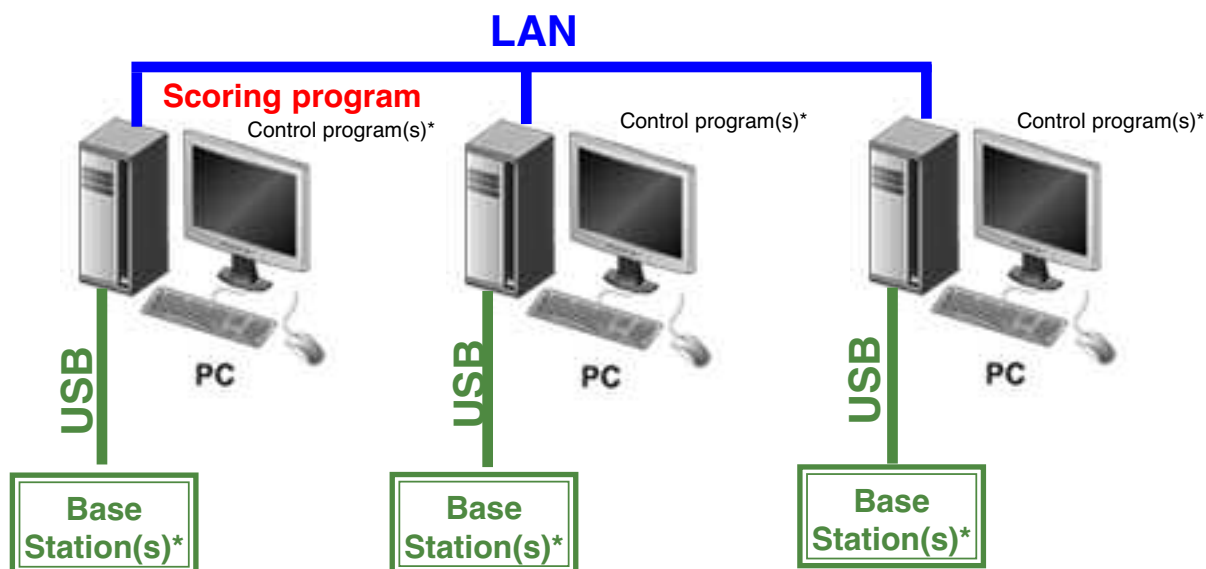 LAN
Scoring program
Control program(s)*
Control program(s)*
Control program(s)*
USB
USB
USB
PC
PC
PC
Base
Station(s)*
Base
Station(s)*
Base
Station(s)*